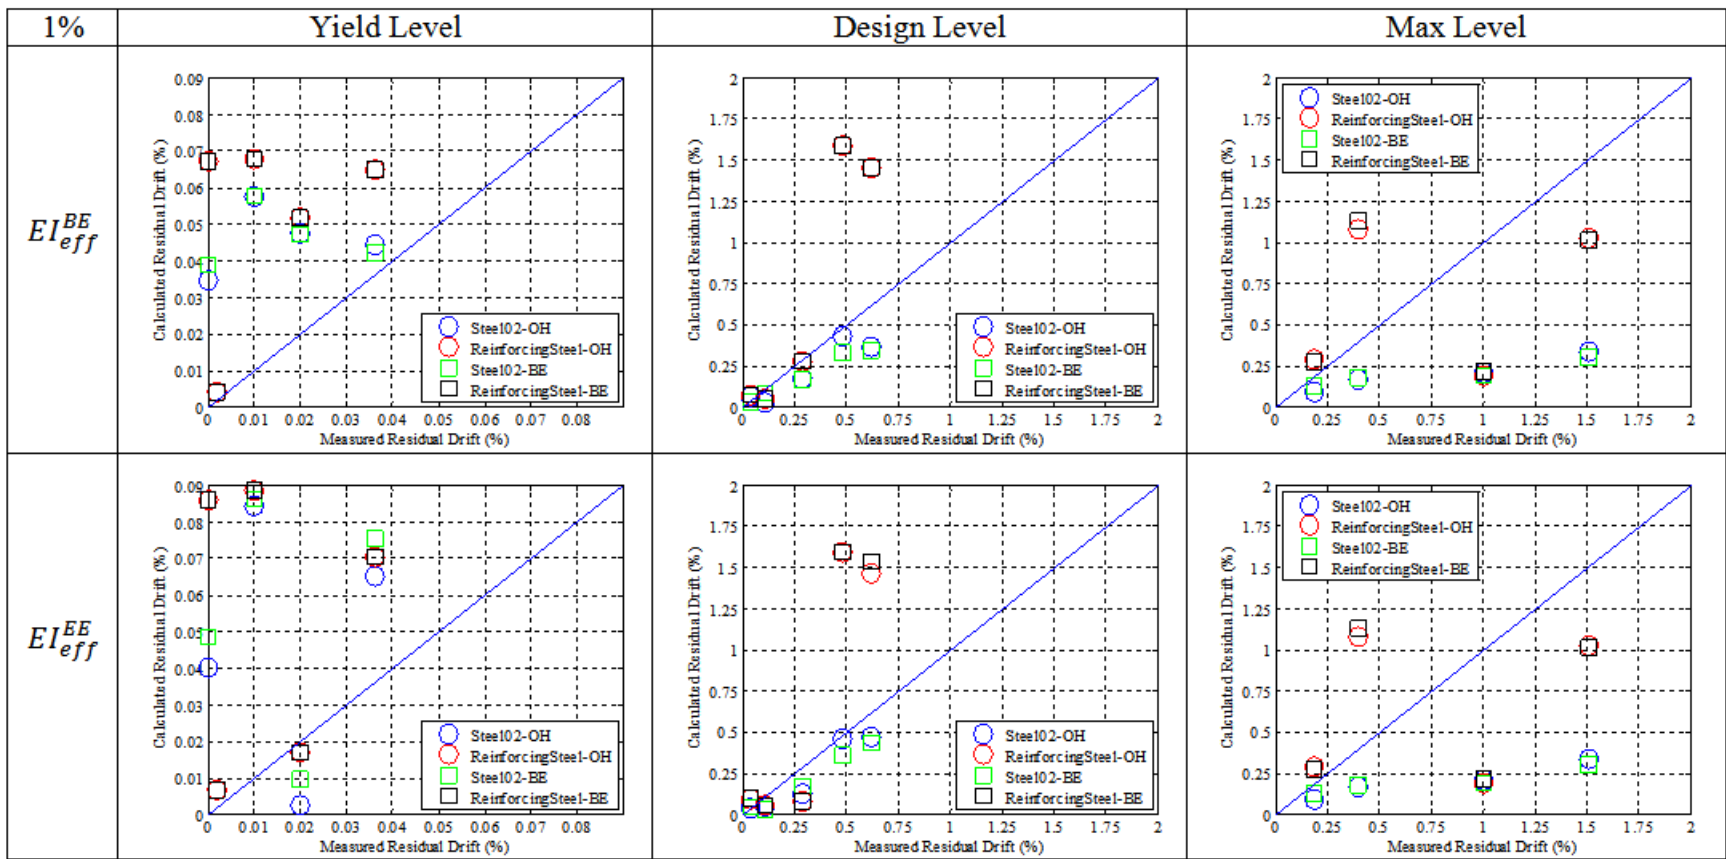 1% Yield Level Design Level Max Level
EI_eff^BE
Calculated Residual Drift (%)
0.09
0.08
0.07
0.06
0.05
0.04
0.03
0.02
0.01
0
Steel02-OH
ReinforcingSteel-OH
Steel02-BE
ReinforcingSteel-BE
0 0.01 0.02 0.03 0.04 0.05 0.06 0.07 0.08
Measured Residual Drift (%)
Calculated Residual Drift (%)
2
1.75
1.5
1.25
1
0.75
0.5
0.25
0
Steel02-OH
ReinforcingSteel-OH
Steel02-BE
ReinforcingSteel-BE
0 0.25 0.5 0.75 1 1.25 1.5 1.75 2
Measured Residual Drift (%)
Calculated Residual Drift (%)
2
1.75
1.5
1.25
1
0.75
0.5
0.25
0
Steel02-OH
ReinforcingSteel-OH
Steel02-BE
ReinforcingSteel-BE
0 0.25 0.5 0.75 1 1.25 1.5 1.75 2
Measured Residual Drift (%)
EI_eff^EE
Calculated Residual Drift (%)
0.09
0.08
0.07
0.06
0.05
0.04
0.03
0.02
0.01
0
Steel02-OH
ReinforcingSteel-OH
Steel02-BE
ReinforcingSteel-BE
0 0.01 0.02 0.03 0.04 0.05 0.06 0.07 0.08
Measured Residual Drift (%)
Calculated Residual Drift (%)
2
1.75
1.5
1.25
1
0.75
0.5
0.25
0
Steel02-OH
ReinforcingSteel-OH
Steel02-BE
ReinforcingSteel-BE
0 0.25 0.5 0.75 1 1.25 1.5 1.75 2
Measured Residual Drift (%)
Calculated Residual Drift (%)
2
1.75
1.5
1.25
1
0.75
0.5
0.25
0
Steel02-OH
ReinforcingSteel-OH
Steel02-BE
ReinforcingSteel-BE
0 0.25 0.5 0.75 1 1.25 1.5 1.75 2
Measured Residual Drift (%)